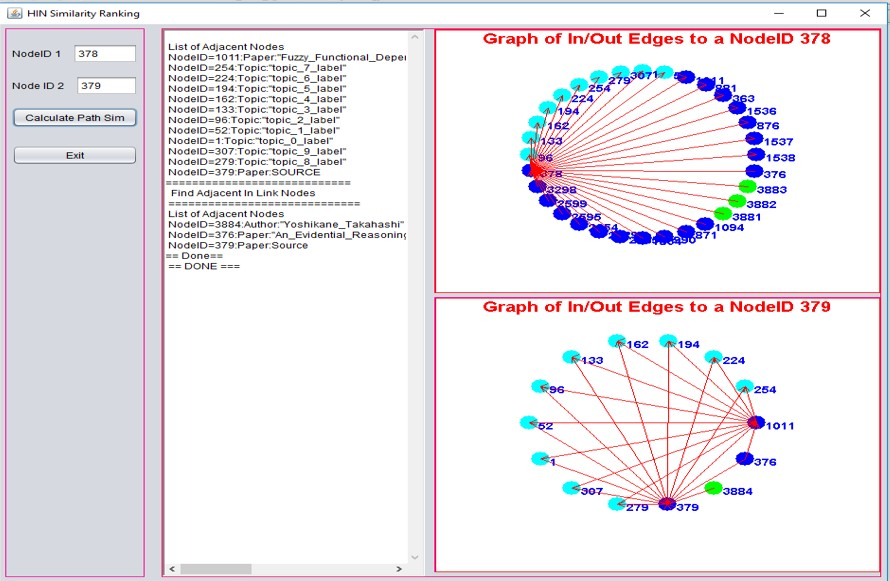 HIN Similarity Ranking
NodeID 1
378
Node ID 2
379
Calculate Path Sim
Exit
List of Adjacent Nodes
NodeID=1011:Paper:"Fuzzy_Functional_Deper
NodeID=254:Topic:"topic_7_label"
NodeID=224:Topic:"topic_6_label"
NodeID=194:Topic:"topic_5_label"
NodeID=162:Topic:"topic_4_label"
NodeID=133:Topic:"topic_3_label"
NodeID=96:Topic:"topic_2_label"
NodeID=52:Topic:"topic_1_label"
NodeID=1:Topic:"topic_0_label"
NodeID=307:Topic:"topic_9_label"
NodeID=279:Topic:"topic_8_label"
NodeID=379:Paper:SOURCE
===========================
Find Adjacent In Link Nodes
============================
List of Adjacent Nodes
NodeID=3884:Author:"Yoshikane_Takahashi"
NodeID=376:Paper:"An_Evidential_Reasoning
NodeID=379:Paper:Source
== Done==
== DONE ===
Graph of In/Out Edges to a NodeID 378
279
254
224
194
162
133
96
378
3298
2599
1011
363
1536
876
1537
1538
376
3883
3882
3881
1094
871
Graph of In/Out Edges to a NodeID 379
162
194
133
224
96
254
52
1011
1
376
307
3884
279
379